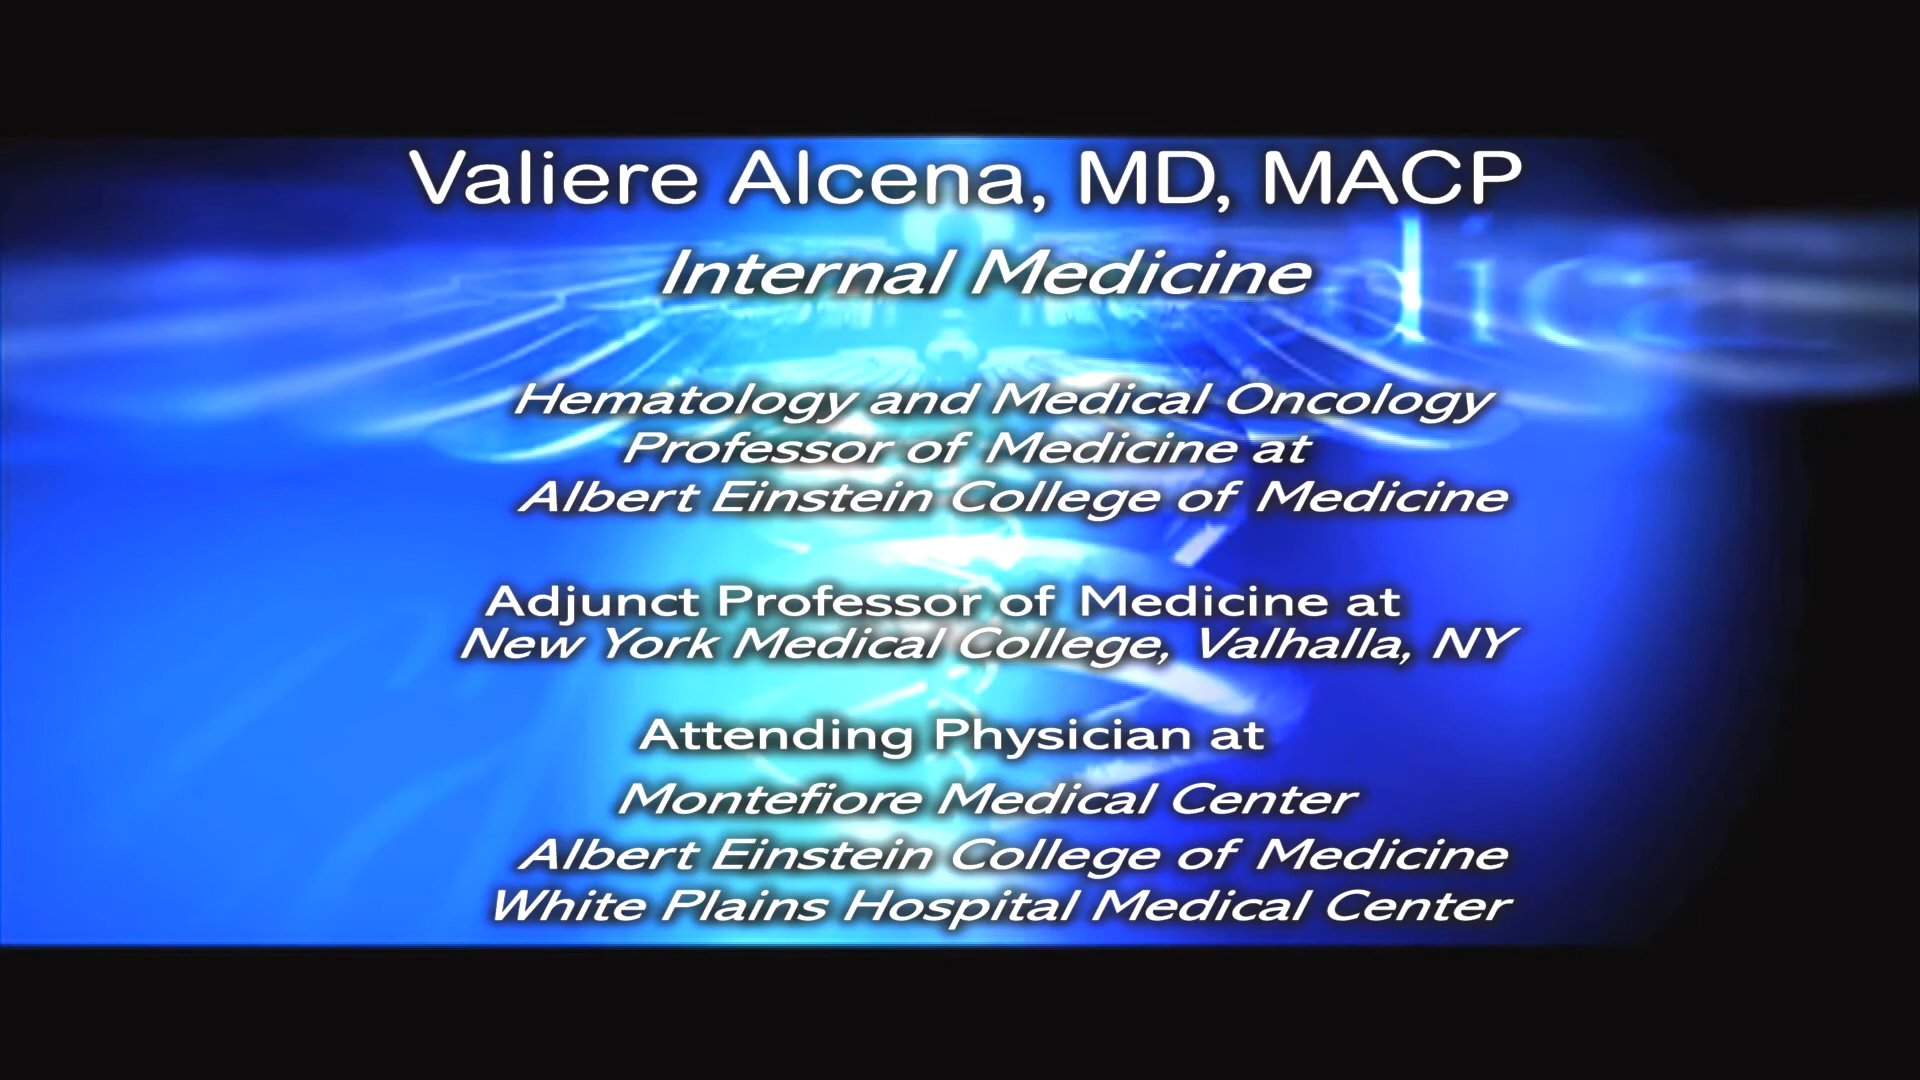 Valiere Alcena, MD, MACP
Internal Medicine
Hematology and Medical Oncology
Professor of Medicine at
Albert Einstein College of Medicine
Adjunct Professor of Medicine at
New York Medical College, Valhalla, NY
Attending Physician at
Montefiore Medical Center
Albert Einstein College of Medicine
White Plains Hospital Medical Center